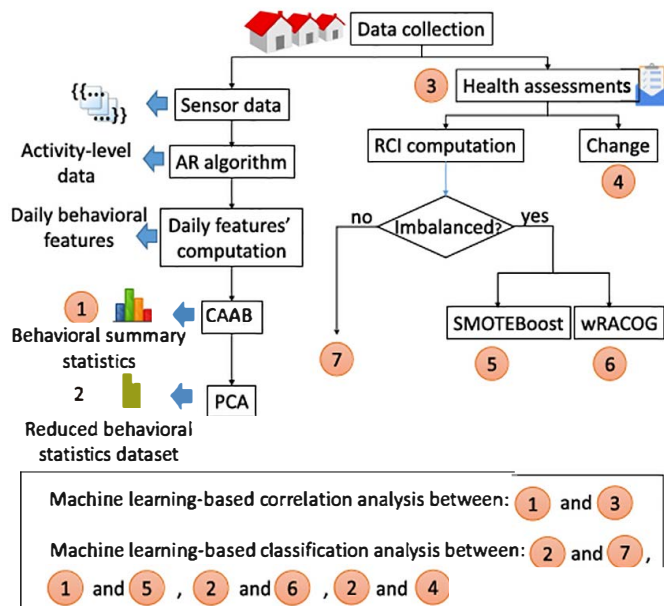 Data collection
{{...
...}}
Sensor data
3
Health assessments
Activity-level
data
AR algorithm
RCI computation
Change
4
Daily behavioral
features
Daily features'
computation
no
Imbalanced?
yes
1
CAAB
Behavioral summary
statistics
SMOTEBoost
wRACOG
7
5
6
2
PCA
Reduced behavioral
statistics dataset
Machine learning-based correlation analysis between: 1 and 3
Machine learning-based classification analysis between: 2 and 7 ,
1 and 5 , 2 and 6 , 2 and 4